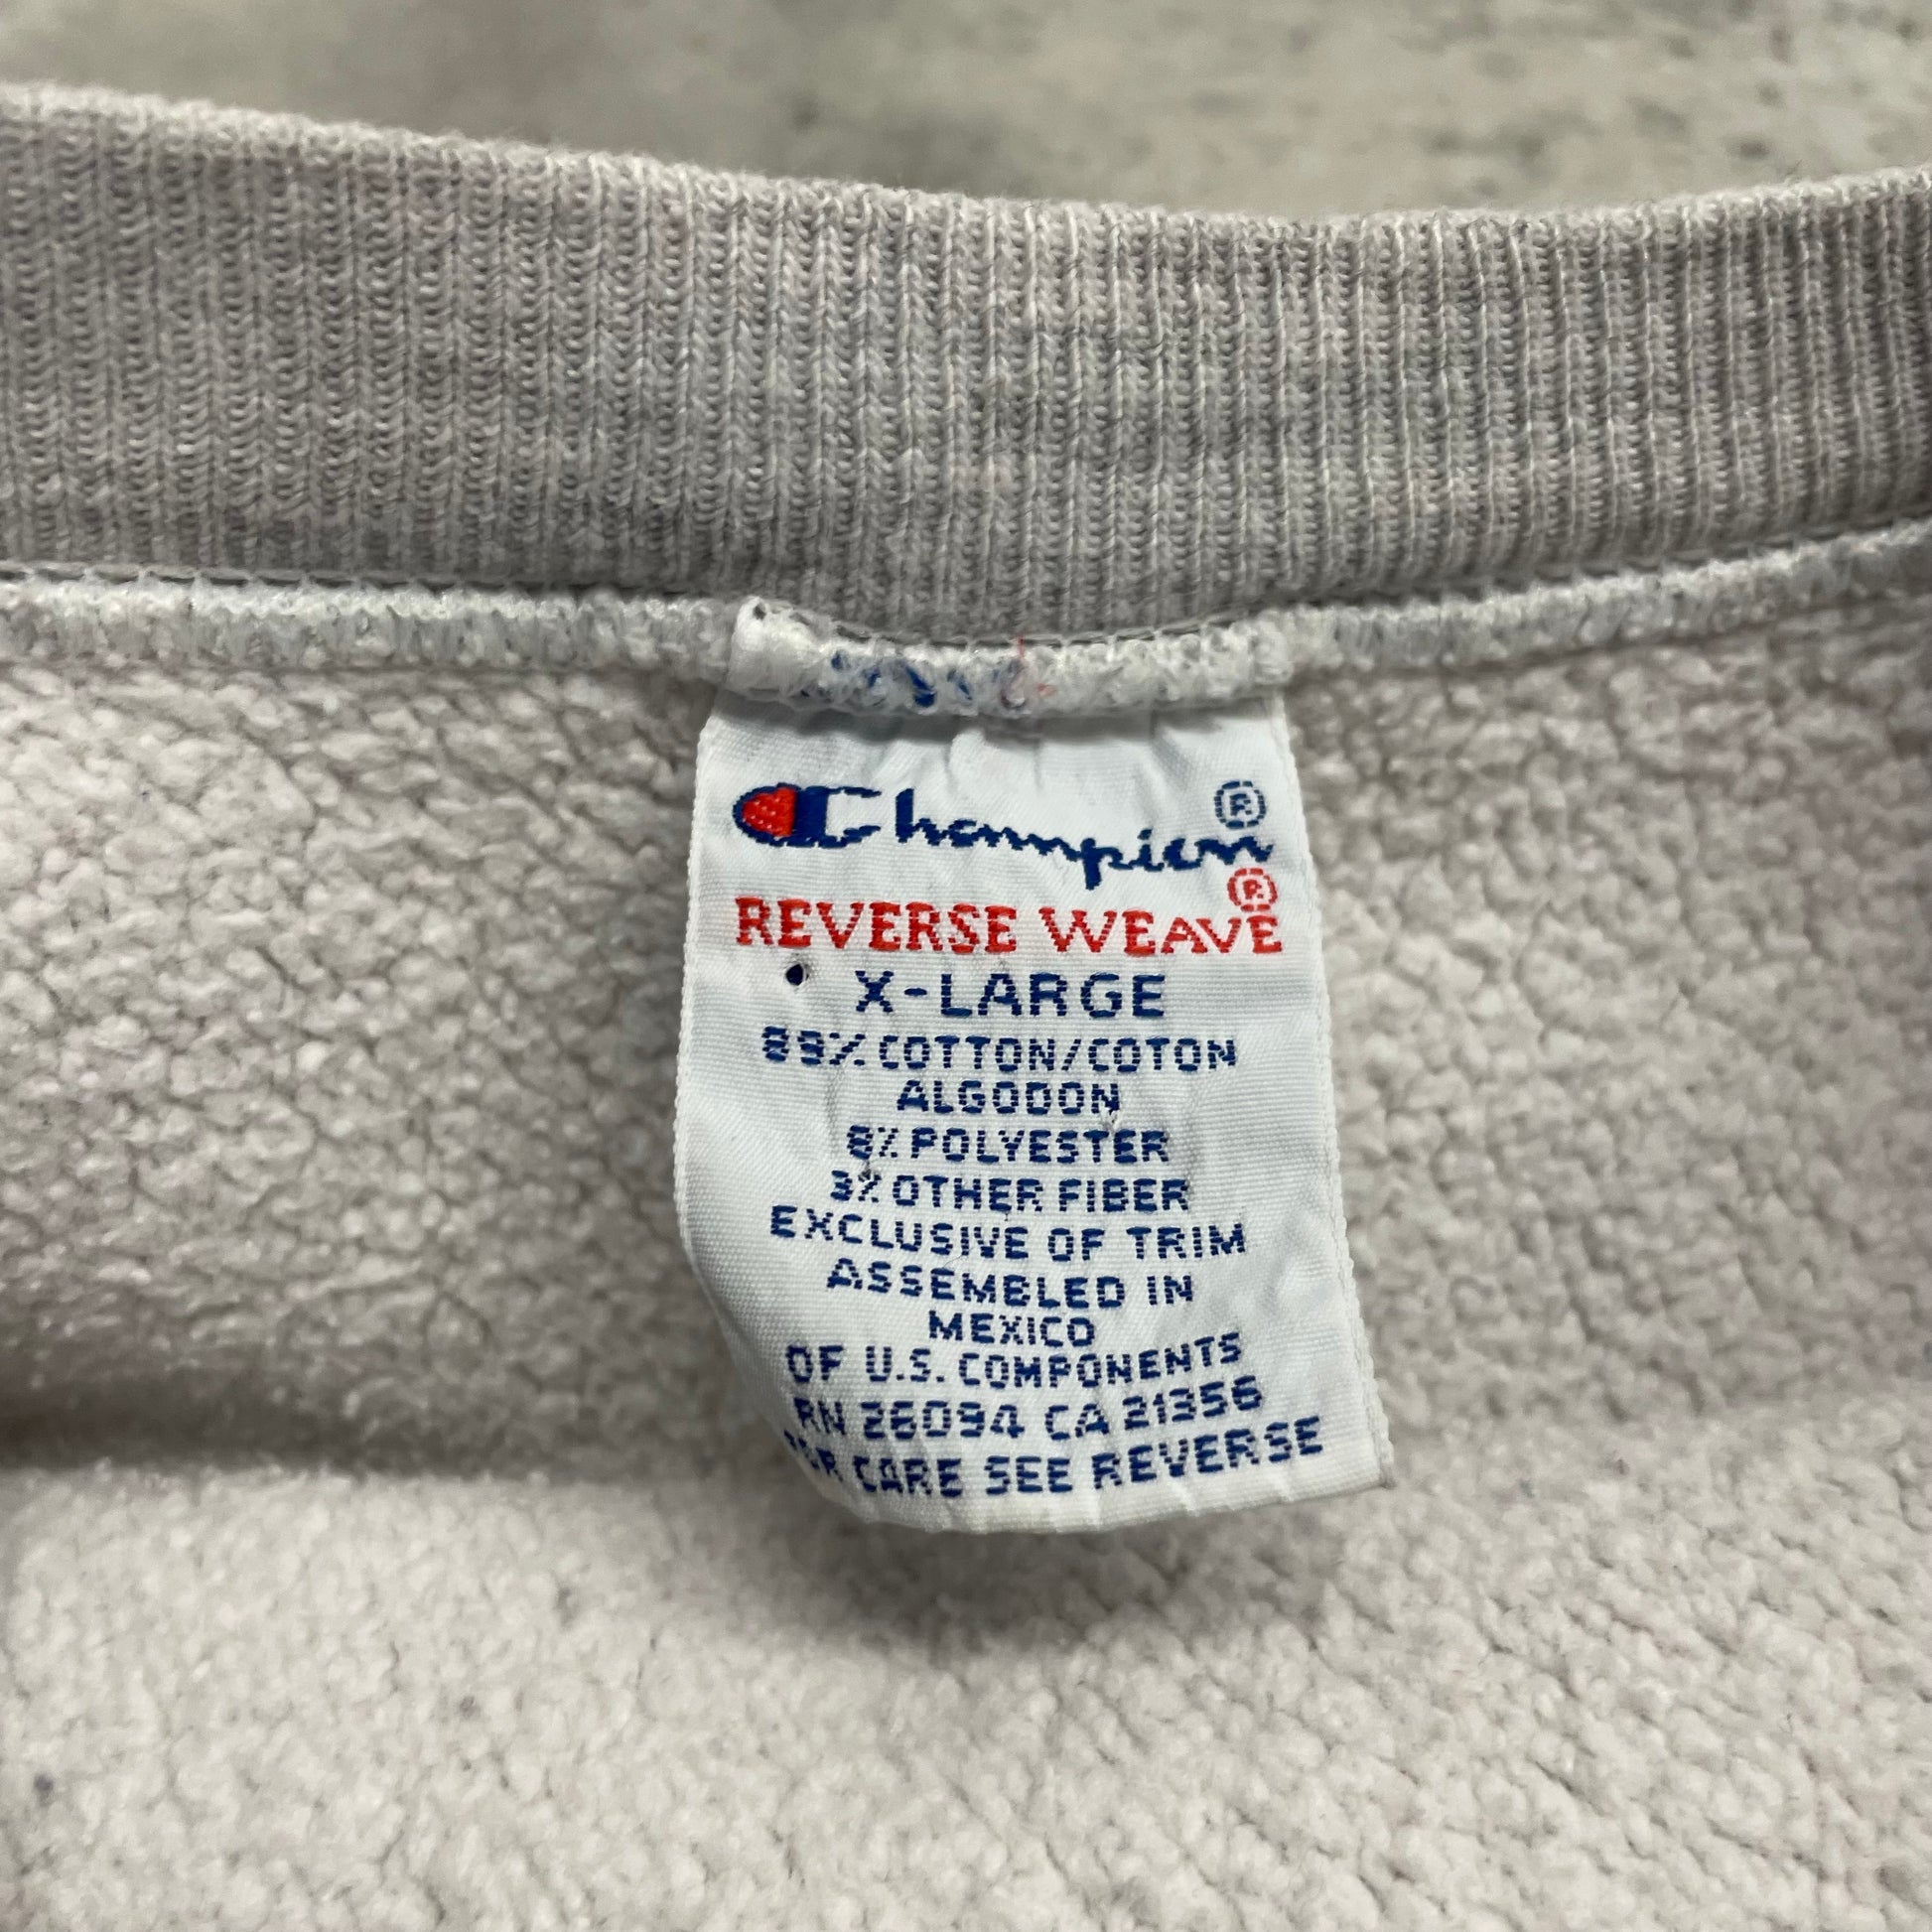 Champion®
REVERSE WEAVE®
X-LARGE
89% COTTON/COTON
ALGODON
8% POLYESTER
3% OTHER FIBER
EXCLUSIVE OF TRIM
ASSEMBLED IN
MEXICO
OF U.S. COMPONENTS
RN 26094 CA 21356
FOR CARE SEE REVERSE